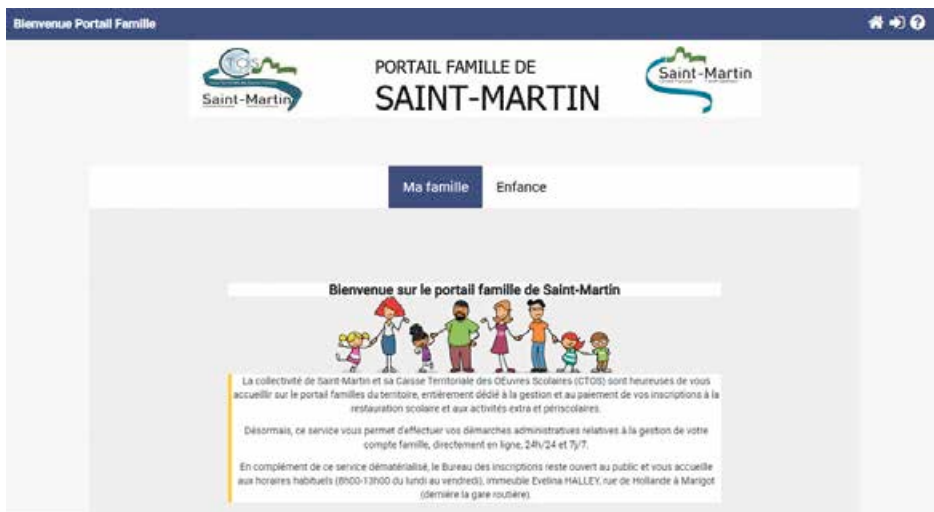 Bienvenue Portail Famille
CTOS
Saint-Martin
PORTAIL FAMILLE DE
SAINT-MARTIN
Saint-Martin
Ma famille
Enfance
Bienvenue sur le portail famille de Saint-Martin
La collectivité de Saint-Martin et sa Caisse Territoriale des OEuvres Scolaires (CTOS) sont heureuses de vous
accueillir sur le portail familles du territoire, entièrement dédié à la gestion et au paiement de vos inscriptions à la
restauration scolaire et aux activités extra et périscolaires.
Désormais, ce service vous permet d'effectuer vos démarches administratives relatives à la gestion de votre
compte famille, directement en ligne, 24h/24 et 7j/7.
En complément de ce service dématérialisé, le Bureau des inscriptions reste ouvert au public et vous accueille
aux horaires habituels (8h00-13h00 du lundi au vendredi), immeuble Evelina HALLEY, rue de Hollande à Marigot
(dernière la gare routière).